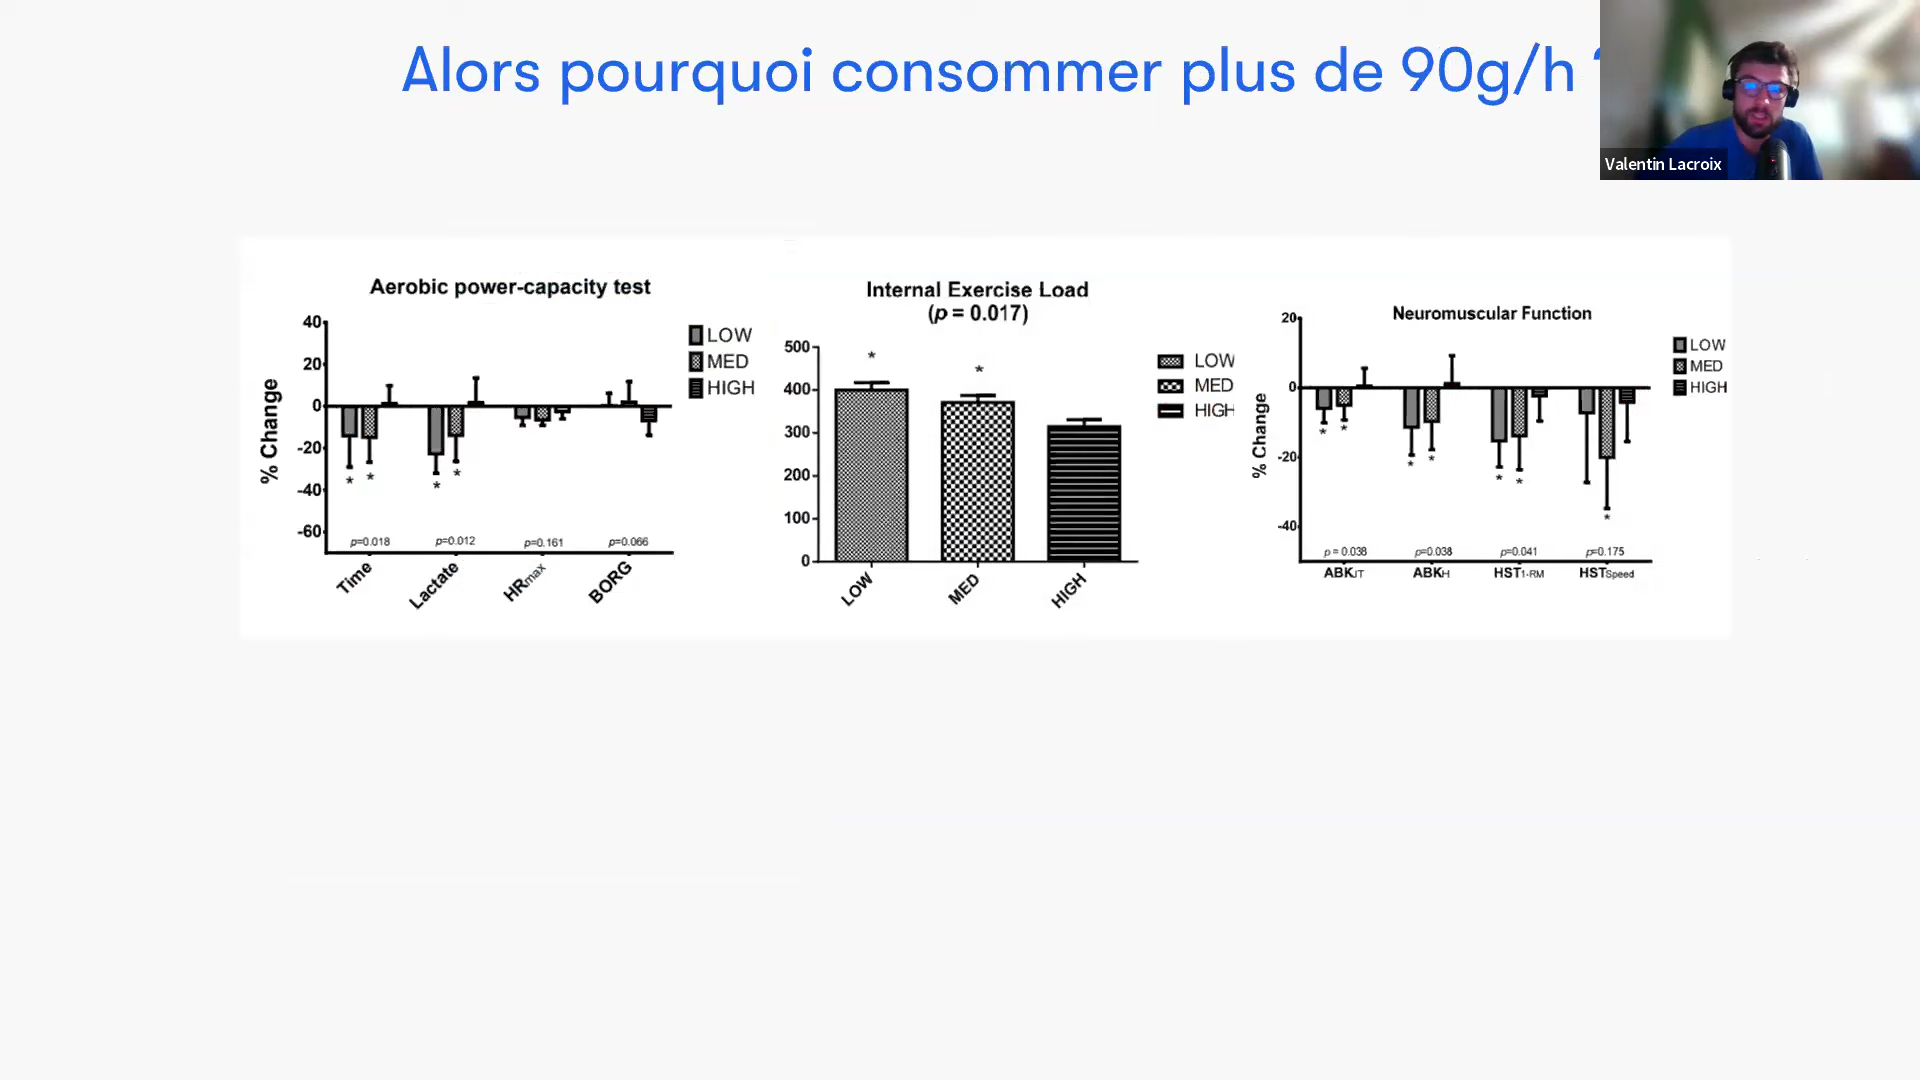 Alors pourquoi consommer plus de 90g/h ?
Valentin Lacroix
Aerobic power-capacity test
% Change
40
20
0
-20
-40
-60
LOW
MED
HIGH
* * * *
p=0.018 p=0.012 p=0.161 p=0.066
Time Lactate HRmax BORG
Internal Exercise Load
(p = 0.017)
500
400
300
200
100
0
* *
LOW
MED
HIGH
LOW MED HIGH
Neuromuscular Function
% Change
20
0
-20
-40
LOW
MED
HIGH
* * * * * * *
p = 0.038 p=0.038 p=0.041 p=0.175
ABKJT ABKH HST1-RM HSTSpeed